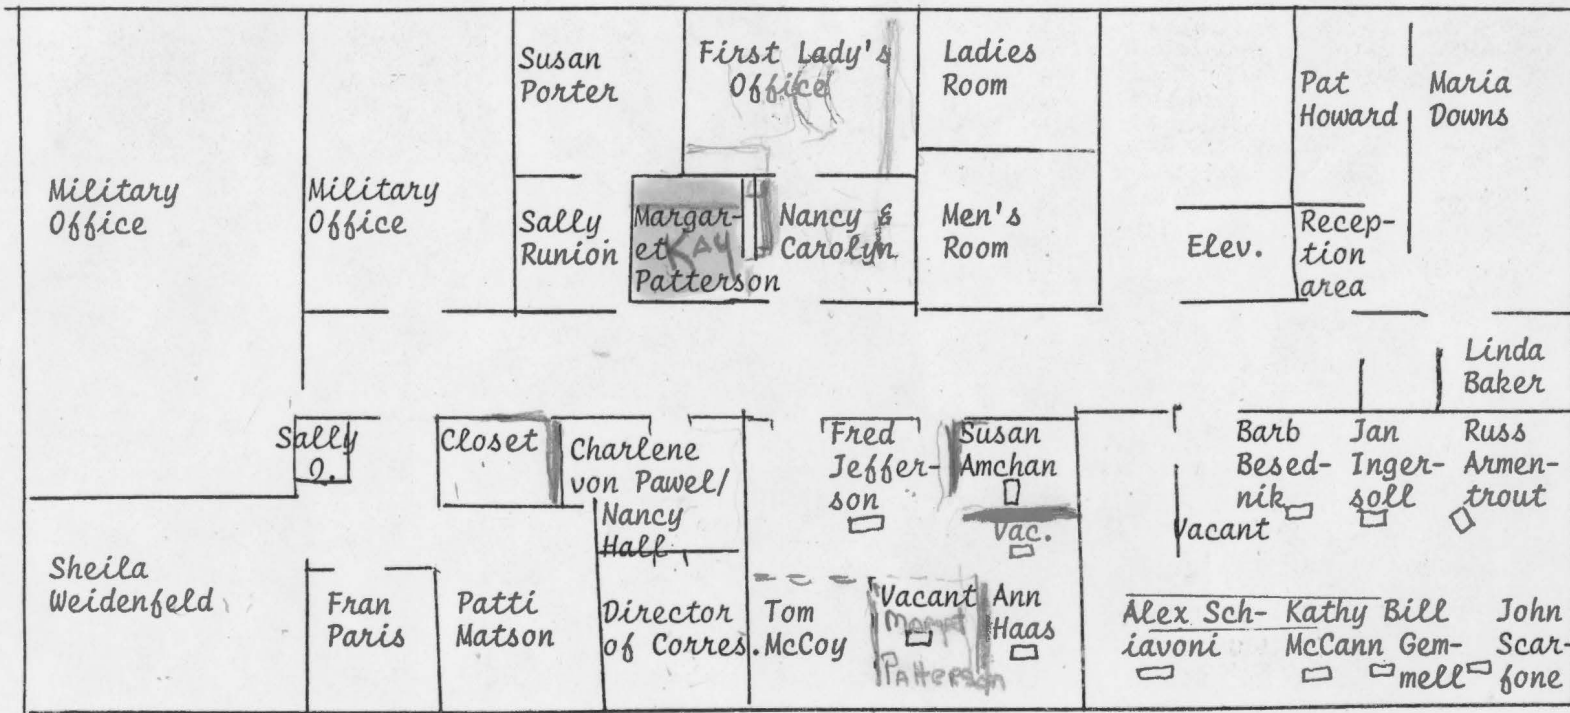 Military
Office
Military
Office
Susan
Porter
First Lady's
Office
Ladies
Room
Pat
Howard
Maria
Downs
Sally
Runion
Margar-
et
Patterson
KAY
Nancy &
Carolyn
Men's
Room
Elev.
Recep-
tion
area
Linda
Baker
Sally
Q.
Closet
Charlene
von Pawel/
Nancy
Hall
Fred
Jeffer-
son
Susan
Amchan
Vac.
Vacant
Barb
Besed-
nik
Jan
Inger-
soll
Russ
Armen-
trout
Sheila
Weidenfeld
Fran
Paris
Patti
Matson
Director
of Corres.
Tom
McCoy
Vacant
Margret
Patterson
Ann
Haas
Alex Sch-
iavoni
Kathy
McCann
Bill
Gem-
mell
John
Scar-
fone